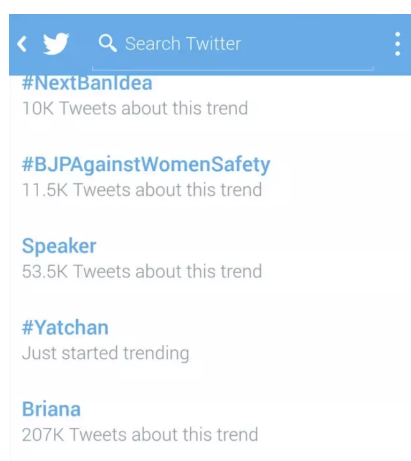 Search Twitter
#NextBanIdea
10K Tweets about this trend
#BJPAgainstWomenSafety
11.5K Tweets about this trend
Speaker
53.5K Tweets about this trend
#Yatchan
Just started trending
Briana
207K Tweets about this trend